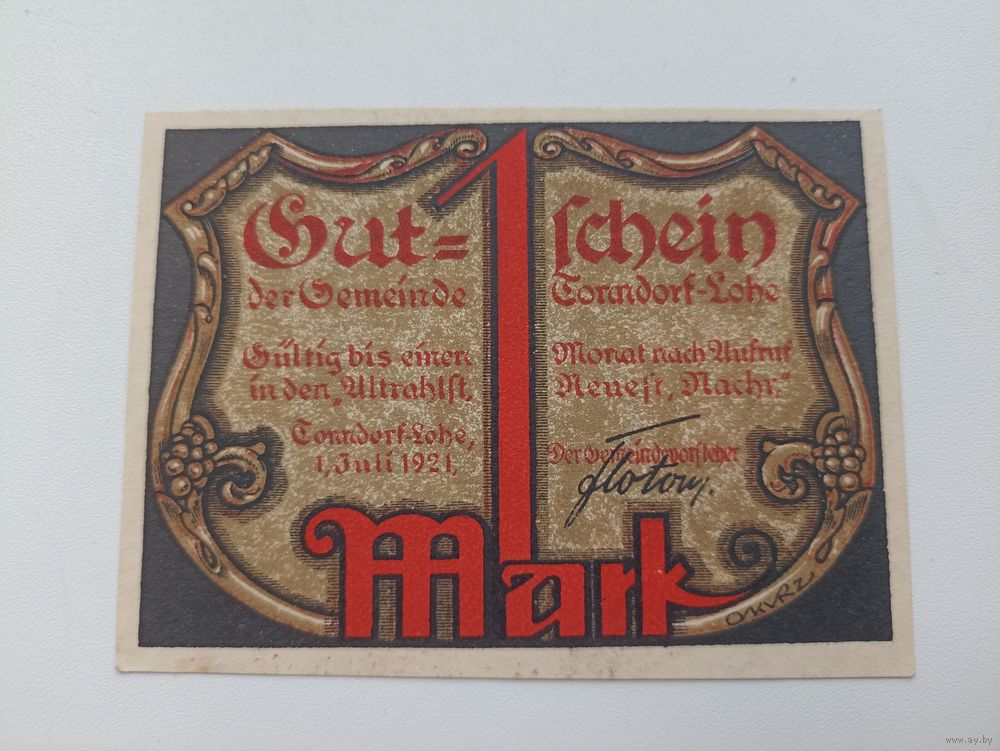 Gut=
der Gemeinde
Gültig bis einen
in den „Altrahlst.
Tonndorf-Lohe,
1. Juli 1921,
1
schein
Tonndorf-Lohe
Monat nach Aufruf
Neuest. Nachr."
Der Gemeindevorsteher
Mark
O. KURZ
www.ay.by